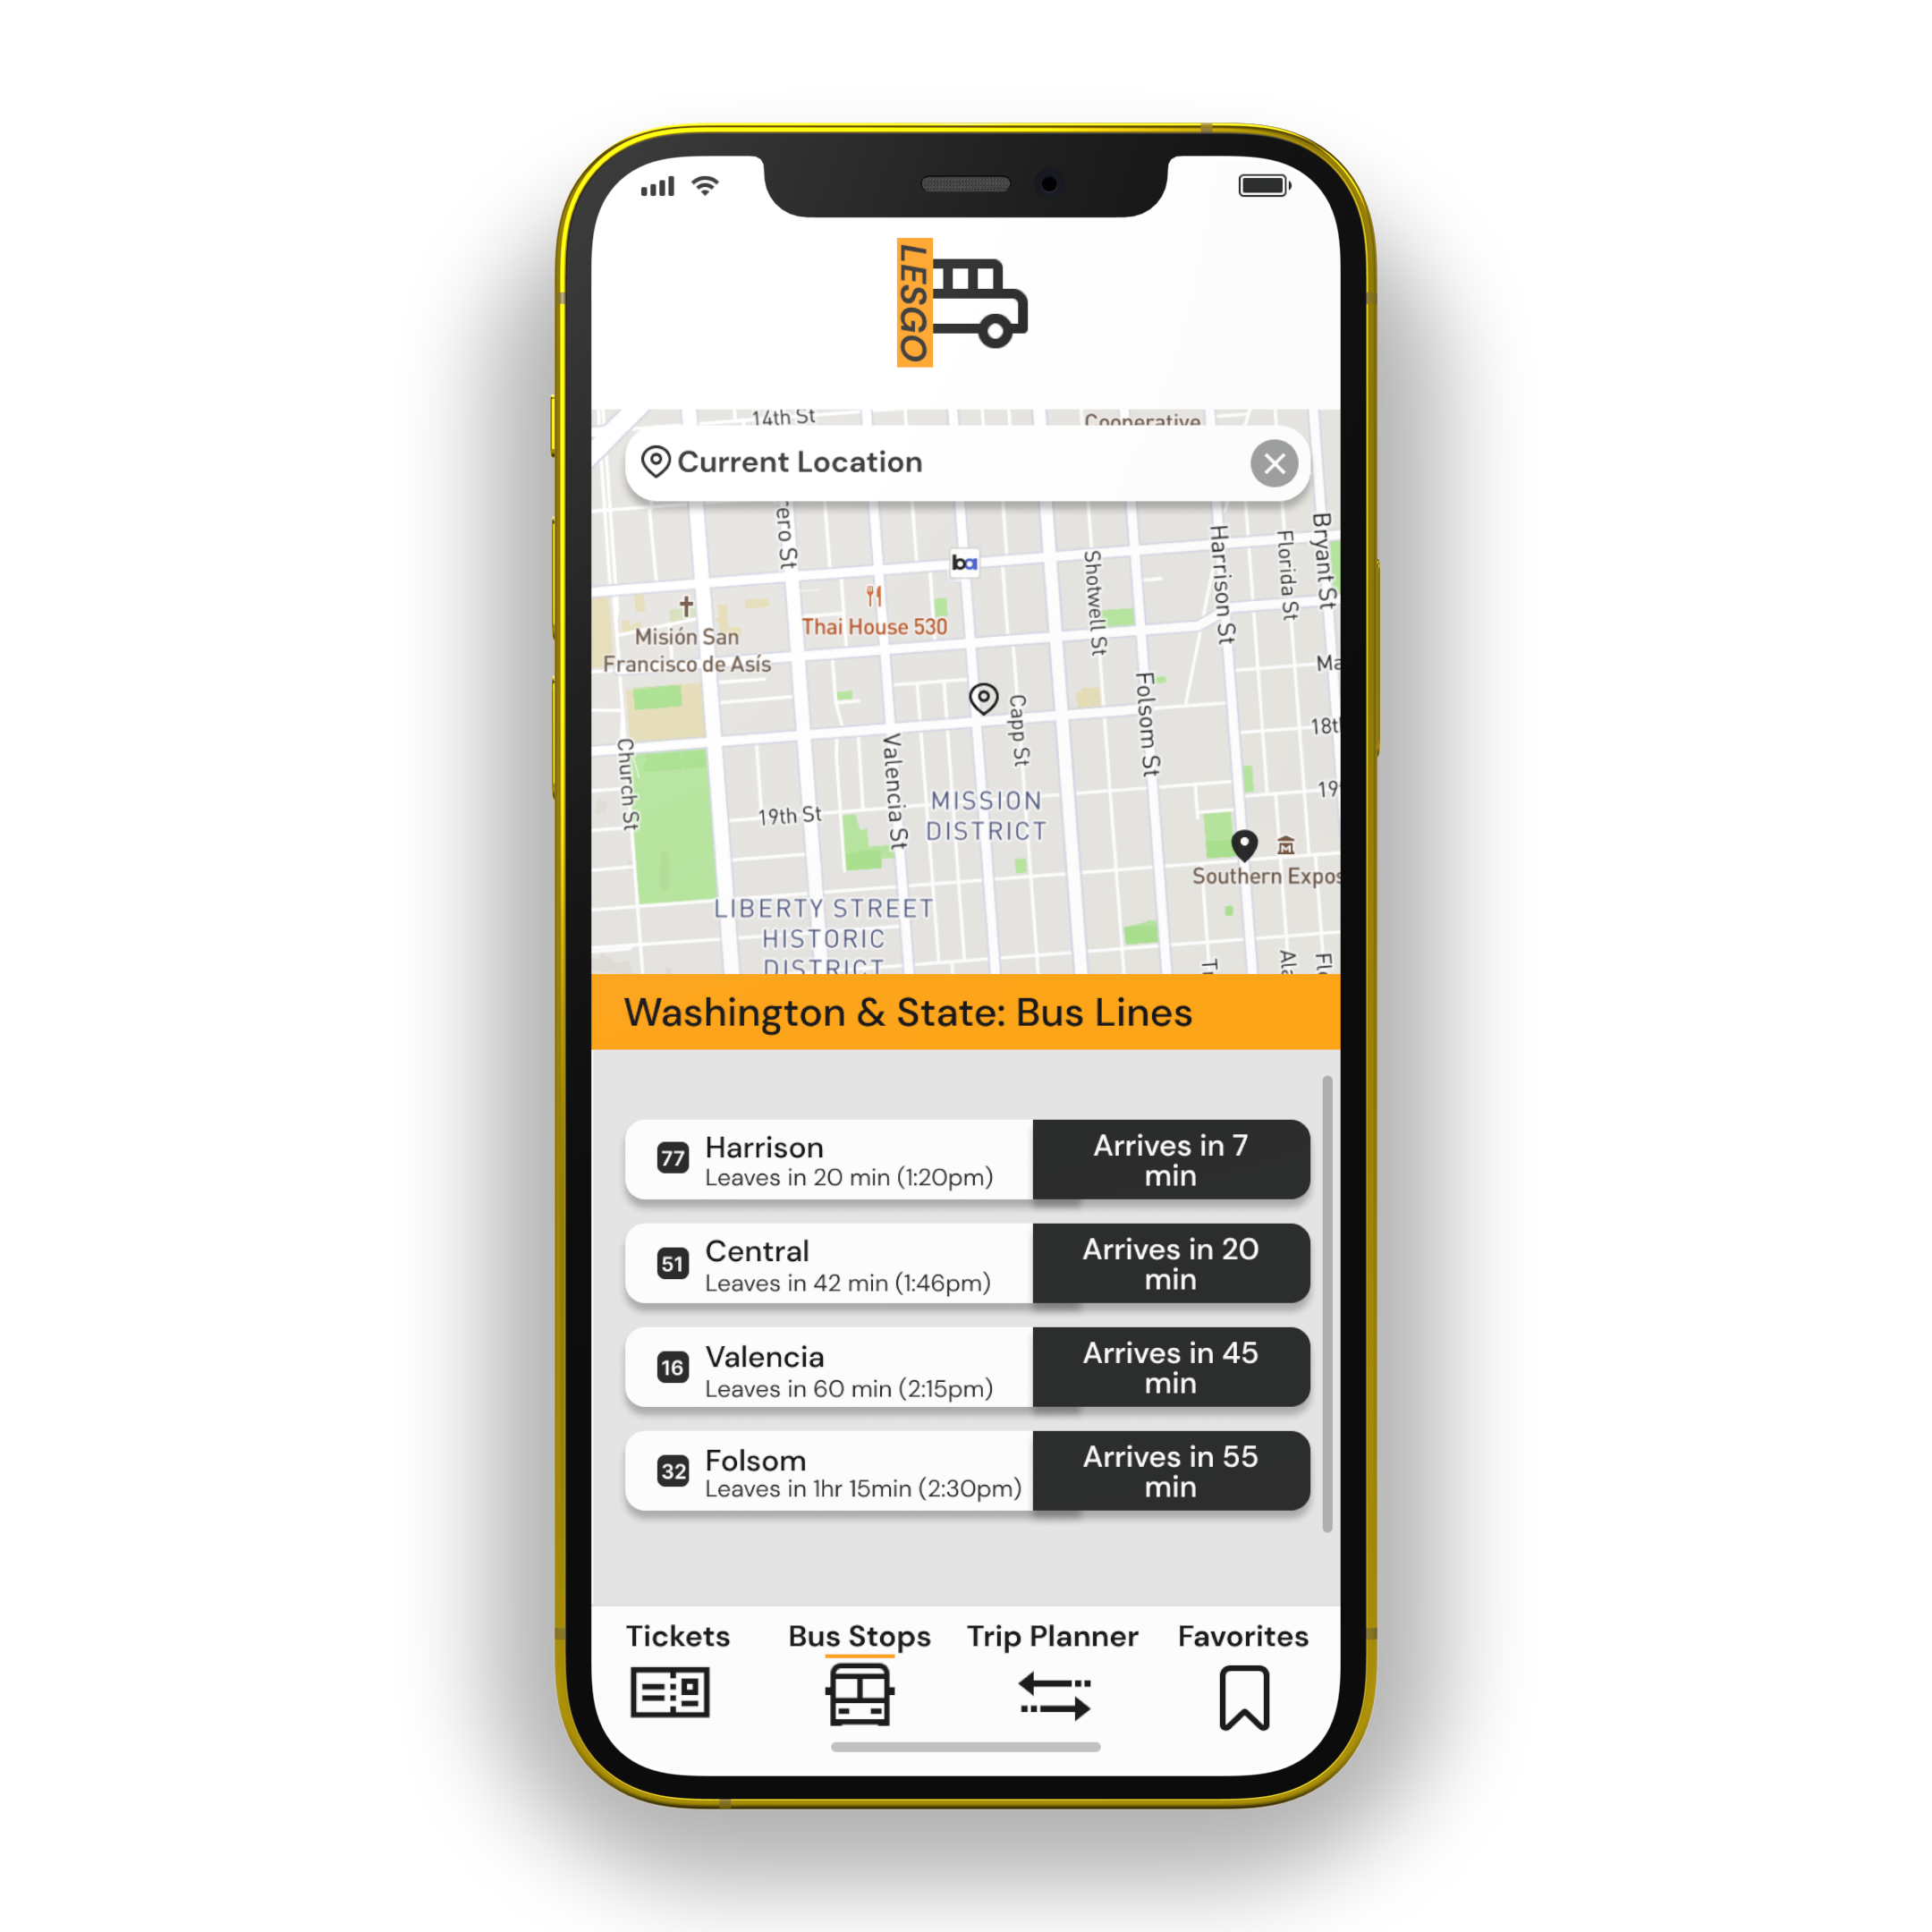 LESGO
14th St
Cooperative
Current Location
rero St
Harrison St
Florida St
Bryant St
Shotwell St
ba
Thai House 530
Misión San
Francisco de Asís
Ma
Folsom St
Capp St
18t
Church St
Valencia St
19th St
MISSION
DISTRICT
19
M
Southern Expos
LIBERTY STREET
HISTORIC
DISTRICT
T
Ala
Fl
Washington & State: Bus Lines
77
Harrison
Leaves in 20 min (1:20pm)
Arrives in 7
min
51
Central
Leaves in 42 min (1:46pm)
Arrives in 20
min
16
Valencia
Leaves in 60 min (2:15pm)
Arrives in 45
min
32
Folsom
Leaves in 1hr 15min (2:30pm)
Arrives in 55
min
Tickets
Bus Stops
Trip Planner
Favorites